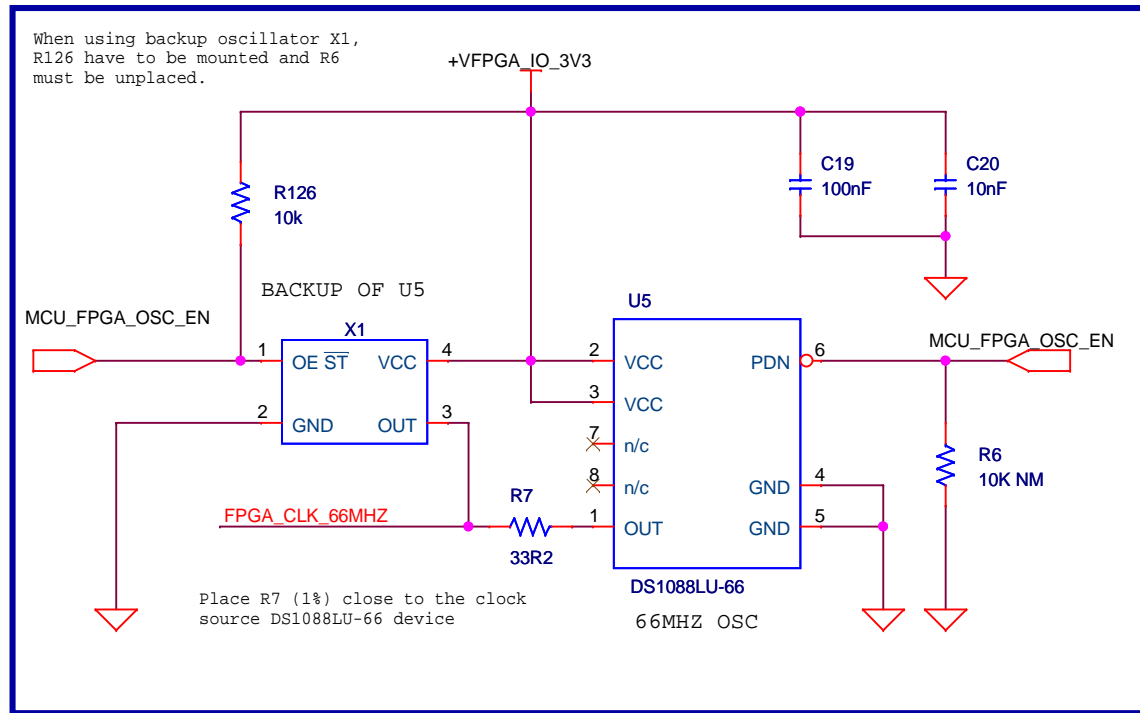 When using backup oscillator X1,
R126 have to be mounted and R6
must be unplaced.
+VFPGA_IO_3V3
R126
10k
C19
100nF
C20
10nF
BACKUP OF U5
MCU_FPGA_OSC_EN
X1
1
OE ST
VCC
4
2
GND
OUT
3
U5
2
VCC
3
VCC
7
n/c
8
n/c
1
OUT
PDN
6
GND
4
GND
5
MCU_FPGA_OSC_EN
R6
10K NM
FPGA_CLK_66MHZ
R7
33R2
DS1088LU-66
66MHZ OSC
Place R7 (1%) close to the clock
source DS1088LU-66 device